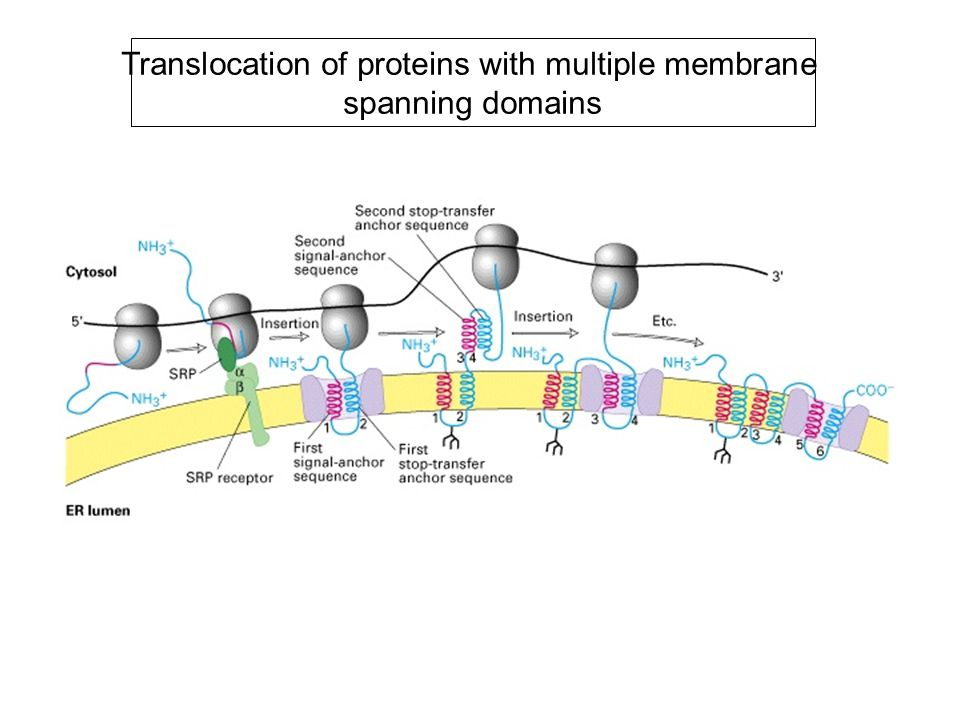 Translocation of proteins with multiple membrane
spanning domains
Second stop-transfer
anchor sequence
Second
signal-anchor
sequence
NH3+
Cytosol
5'
3'
Insertion
Insertion
Etc.
SRP
α
β
NH3+
NH3+
NH3+
NH3+
NH3+
COO-
3 4
1 2
1 2
1 2 3 4
1 2 3 4 5 6
SRP receptor
First
signal-anchor
sequence
First
stop-transfer
anchor sequence
ER lumen